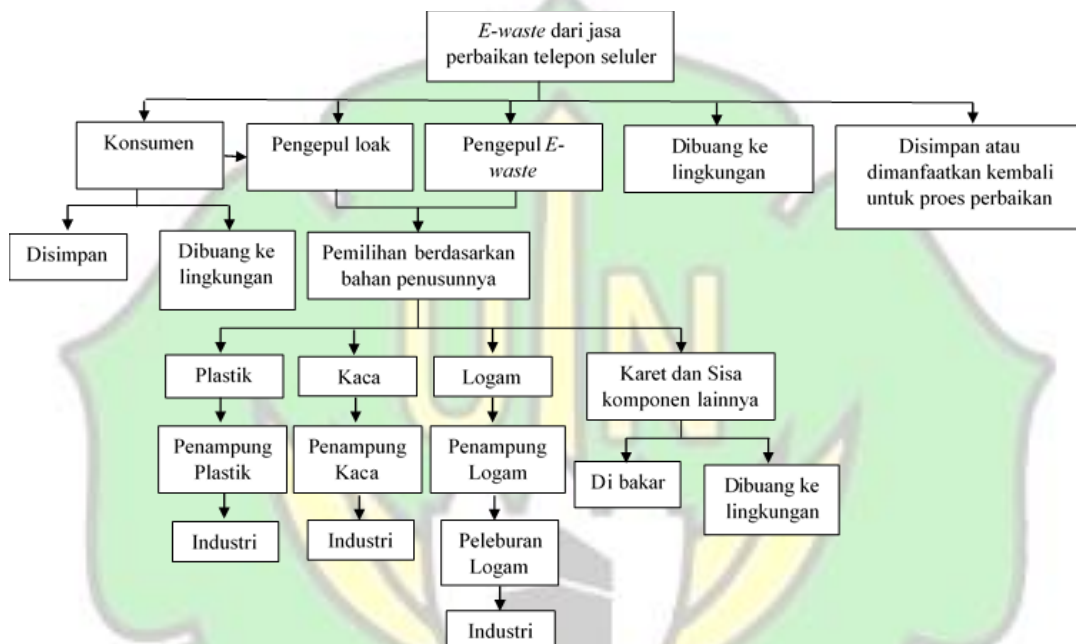 E-waste dari jasa
perbaikan telepon seluler
Konsumen
Pengepul loak
Pengepul E-
waste
Dibuang ke
lingkungan
Disimpan atau
dimanfaatkan kembali
untuk proes perbaikan
Disimpan
Dibuang ke
lingkungan
Pemilihan berdasarkan
bahan penusunnya
Plastik
Kaca
Logam
Karet dan Sisa
komponen lainnya
Penampung
Plastik
Penampung
Kaca
Penampung
Logam
Di bakar
Dibuang ke
lingkungan
Industri
Industri
Peleburan
Logam
Industri
UIN